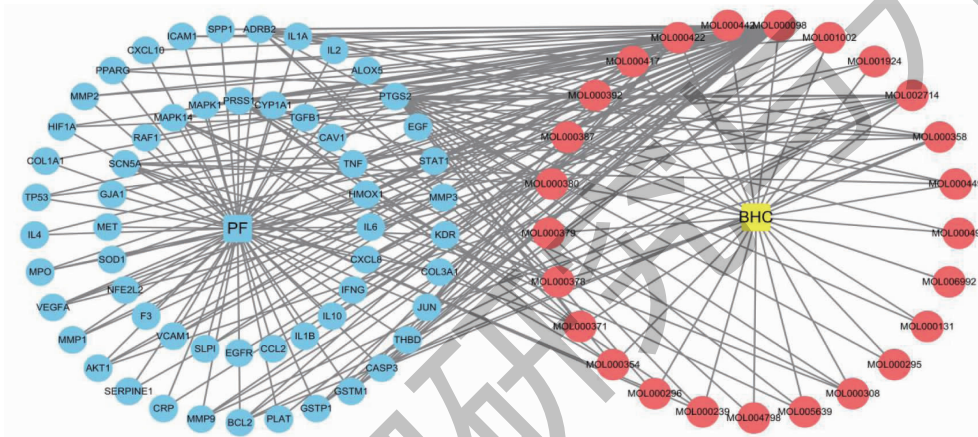 SPP1
ADRB2
IL1A
ICAM1
IL2
CXCL10
ALOX5
PPARG
PTGS2
MMP2
EGF
HIF1A
STAT1
COL1A1
MMP3
TP53
KDR
IL4
COL3A1
MPO
JUN
VEGFA
THBD
MMP1
CASP3
AKT1
GSTM1
SERPINE1
GSTP1
CRP
PLAT
MMP9
BCL2
PRSS1
CYP1A1
MAPK1
MAPK14
TGFB1
RAF1
CAV1
SCN5A
TNF
GJA1
HMOX1
MET
IL6
SOD1
CXCL8
NFE2L2
IFNG
F3
IL10
VCAM1
IL1B
SLPI
CCL2
EGFR
PF
MOL000442
MOL000098
MOL000422
MOL001002
MOL000417
MOL001924
MOL000392
MOL002714
MOL000387
MOL000358
MOL000380
MOL000379
MOL006992
MOL000378
MOL000131
MOL000371
MOL000295
MOL000354
MOL000308
MOL000296
MOL005639
MOL000239
MOL004798
BHC